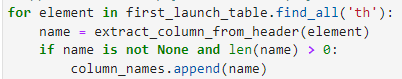 for element in first_launch_table.find_all('th'):
    name = extract_column_from_header(element)
    if name is not None and len(name) > 0:
        column_names.append(name)